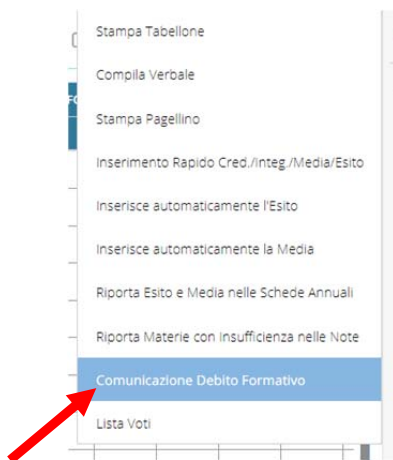 Stampa Tabellone
Compila Verbale
Stampa Pagellino
Inserimento Rapido Cred./Integ./Media/Esito
Inserisce automaticamente l'Esito
Inserisce automaticamente la Media
Riporta Esito e Media nelle Schede Annuali
Riporta Materie con Insufficienza nelle Note
Comunicazione Debito Formativo
Lista Voti